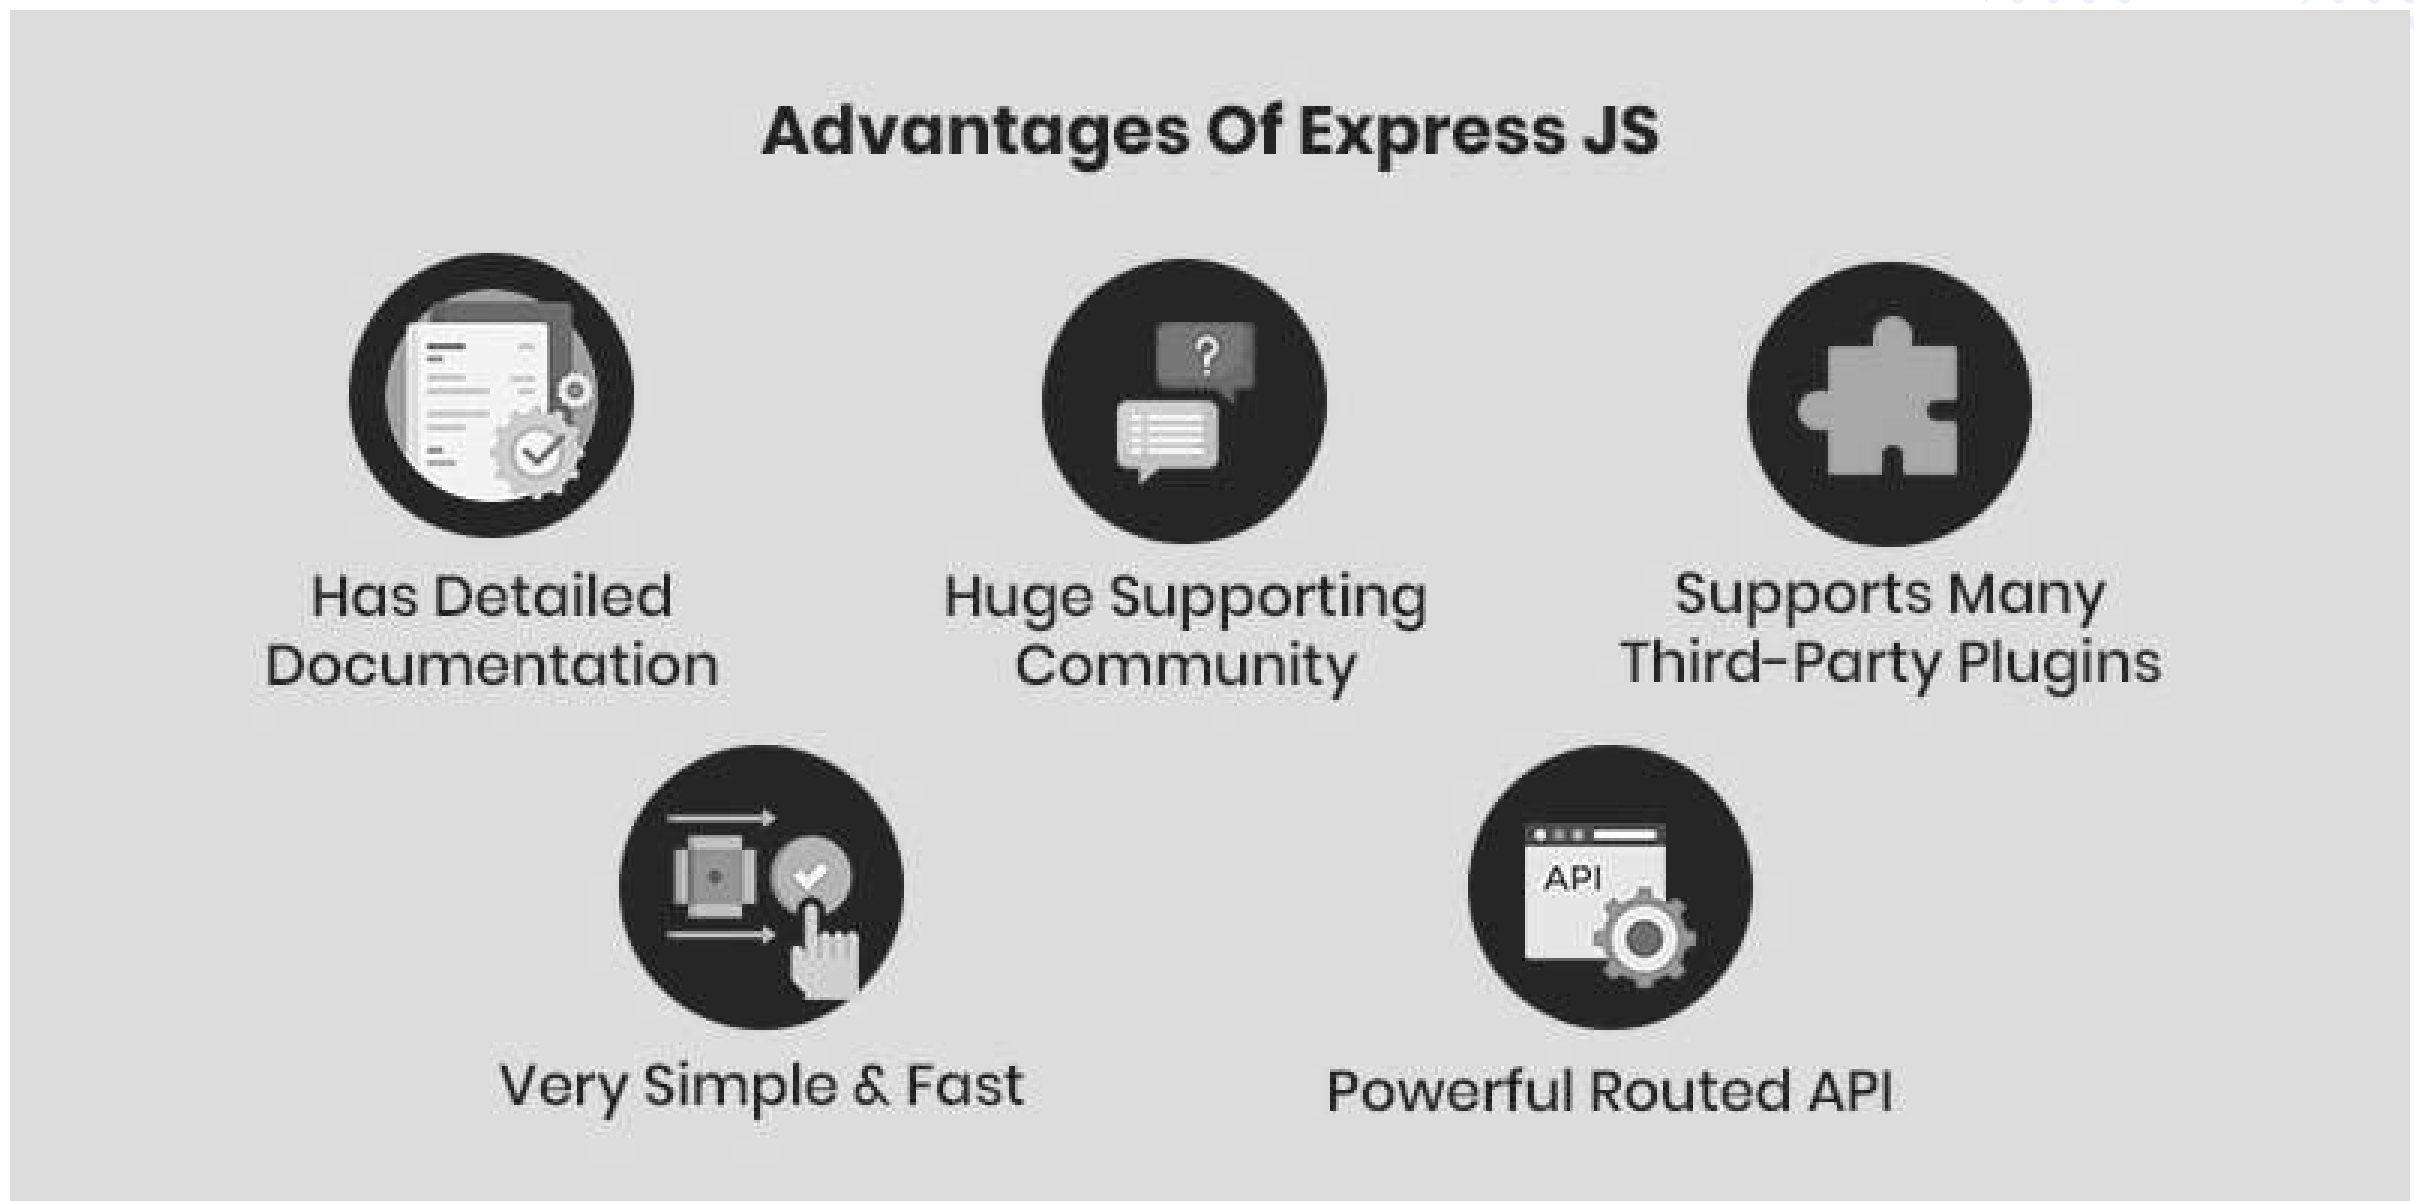 Advantages Of Express JS
?
Has Detailed
Documentation
Huge Supporting
Community
Supports Many
Third-Party Plugins
API
Very Simple & Fast
Powerful Routed API